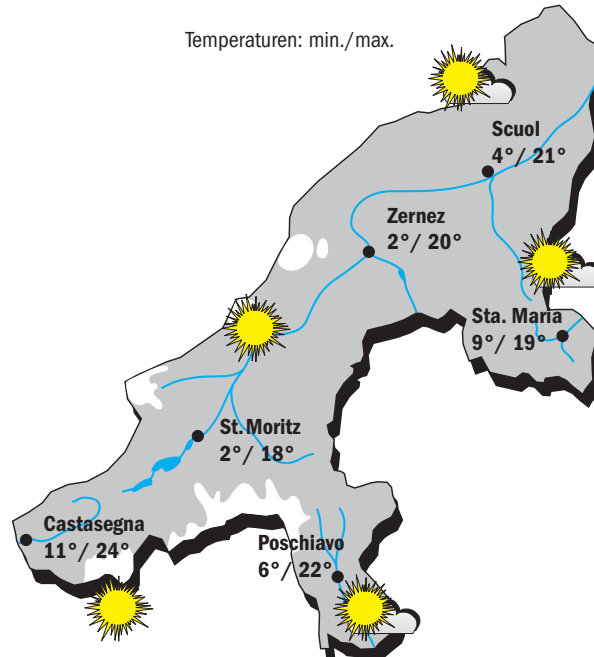 Temperaturen: min./max.
Scuol
4°/ 21°
Zernez
2°/ 20°
Sta. Maria
9°/ 19°
St. Moritz
2°/ 18°
Castasegna
11°/ 24°
Poschiavo
6°/ 22°